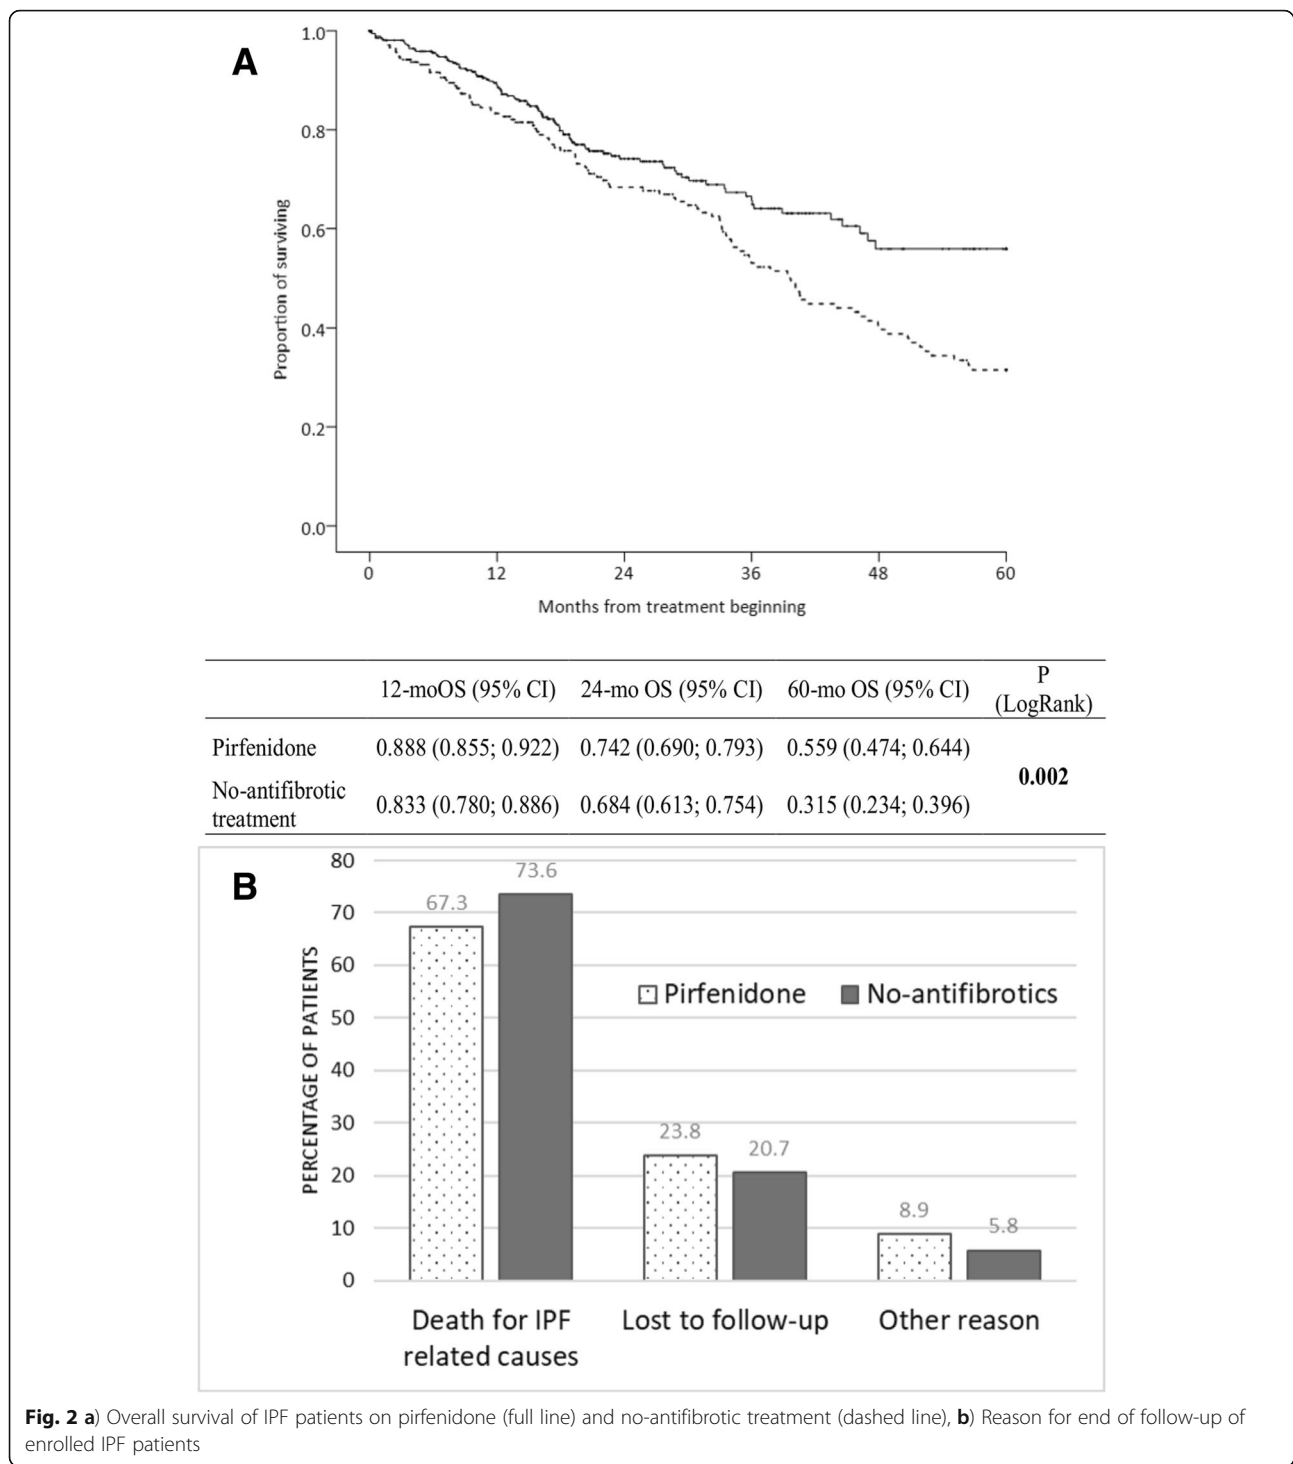 A
1.0
0.8
0.6
0.4
0.2
0.0
Proportion of surviving
0 12 24 36 48 60
Months from treatment beginning
12-moOS (95% CI) 24-mo OS (95% CI) 60-mo OS (95% CI) P (LogRank)
Pirfenidone 0.888 (0.855; 0.922) 0.742 (0.690; 0.793) 0.559 (0.474; 0.644) 0.002
No-antifibrotic treatment 0.833 (0.780; 0.886) 0.684 (0.613; 0.754) 0.315 (0.234; 0.396)
B
80
70
60
50
40
30
20
10
0
PERCENTAGE OF PATIENTS
67.3 73.6
23.8 20.7
8.9 5.8
Pirfenidone No-antifibrotics
Death for IPF related causes
Lost to follow-up
Other reason
Fig. 2 a) Overall survival of IPF patients on pirfenidone (full line) and no-antifibrotic treatment (dashed line), b) Reason for end of follow-up of
enrolled IPF patients